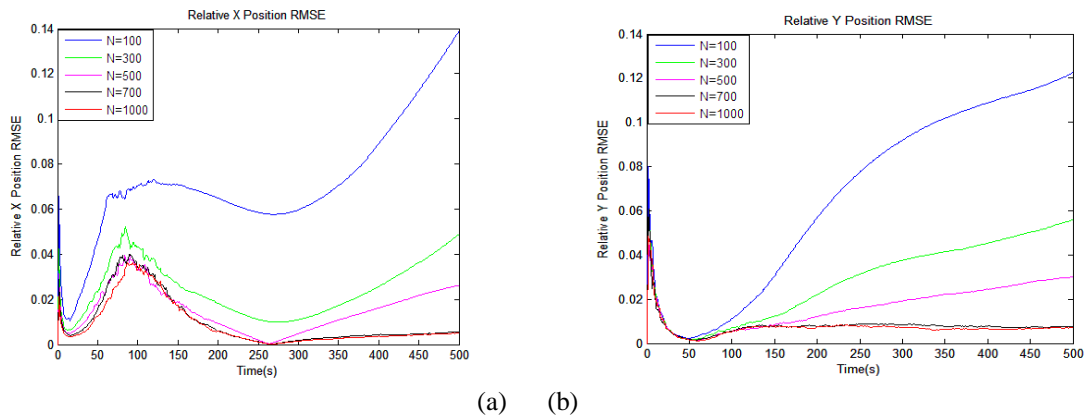 Relative X Position RMSE
0.14
0.12
0.1
0.08
0.06
0.04
0.02
0
Relative X Position RMSE
N=100
N=300
N=500
N=700
N=1000
0 50 100 150 200 250 300 350 400 450 500
Time(s)
Relative Y Position RMSE
0.14
0.12
0.1
0.08
0.06
0.04
0.02
0
Relative Y Position RMSE
N=100
N=300
N=500
N=700
N=1000
0 50 100 150 200 250 300 350 400 450 500
Time(s)
(a) (b)